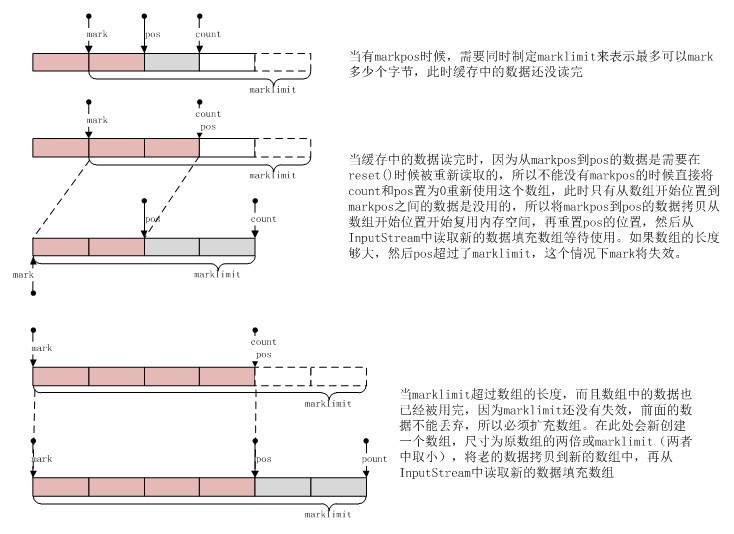 mark
pos
count
当有markpos时候，需要同时制定marklimit来表示最多可以mark
多少个字节，此时缓存中的数据还没读完
marklimit
mark
count
pos
marklimit
当缓存中的数据读完时，因为从markpos到pos的数据是需要在
reset()时候被重新读取的，所以不能没有markpos的时候直接将
count和pos置为0重新使用这个数组，此时只有从数组开始位置到
markpos之间的数据是没用的，所以将markpos到pos的数据拷贝从
数组开始位置开始复用内存空间，再重置pos的位置，然后从
InputStream中读取新的数据填充数组等待使用。如果数组的长度
够大，然后pos超过了marklimit，这个情况下mark将失效。
pos
count
mark
marklimit
mark
count
pos
marklimit
当marklimit超过数组的长度，而且数组中的数据也
已经被用完，因为marklimit还没有失效，前面的数
据不能丢弃，所以必须扩充数组。在此处会新创建
一个数组，尺寸为原数组的两倍或marklimit（两者
中取小），将老的数据拷贝到新的数组中，再从
InputStream中读取新的数据填充数组
mark
pos
pount
marklimit